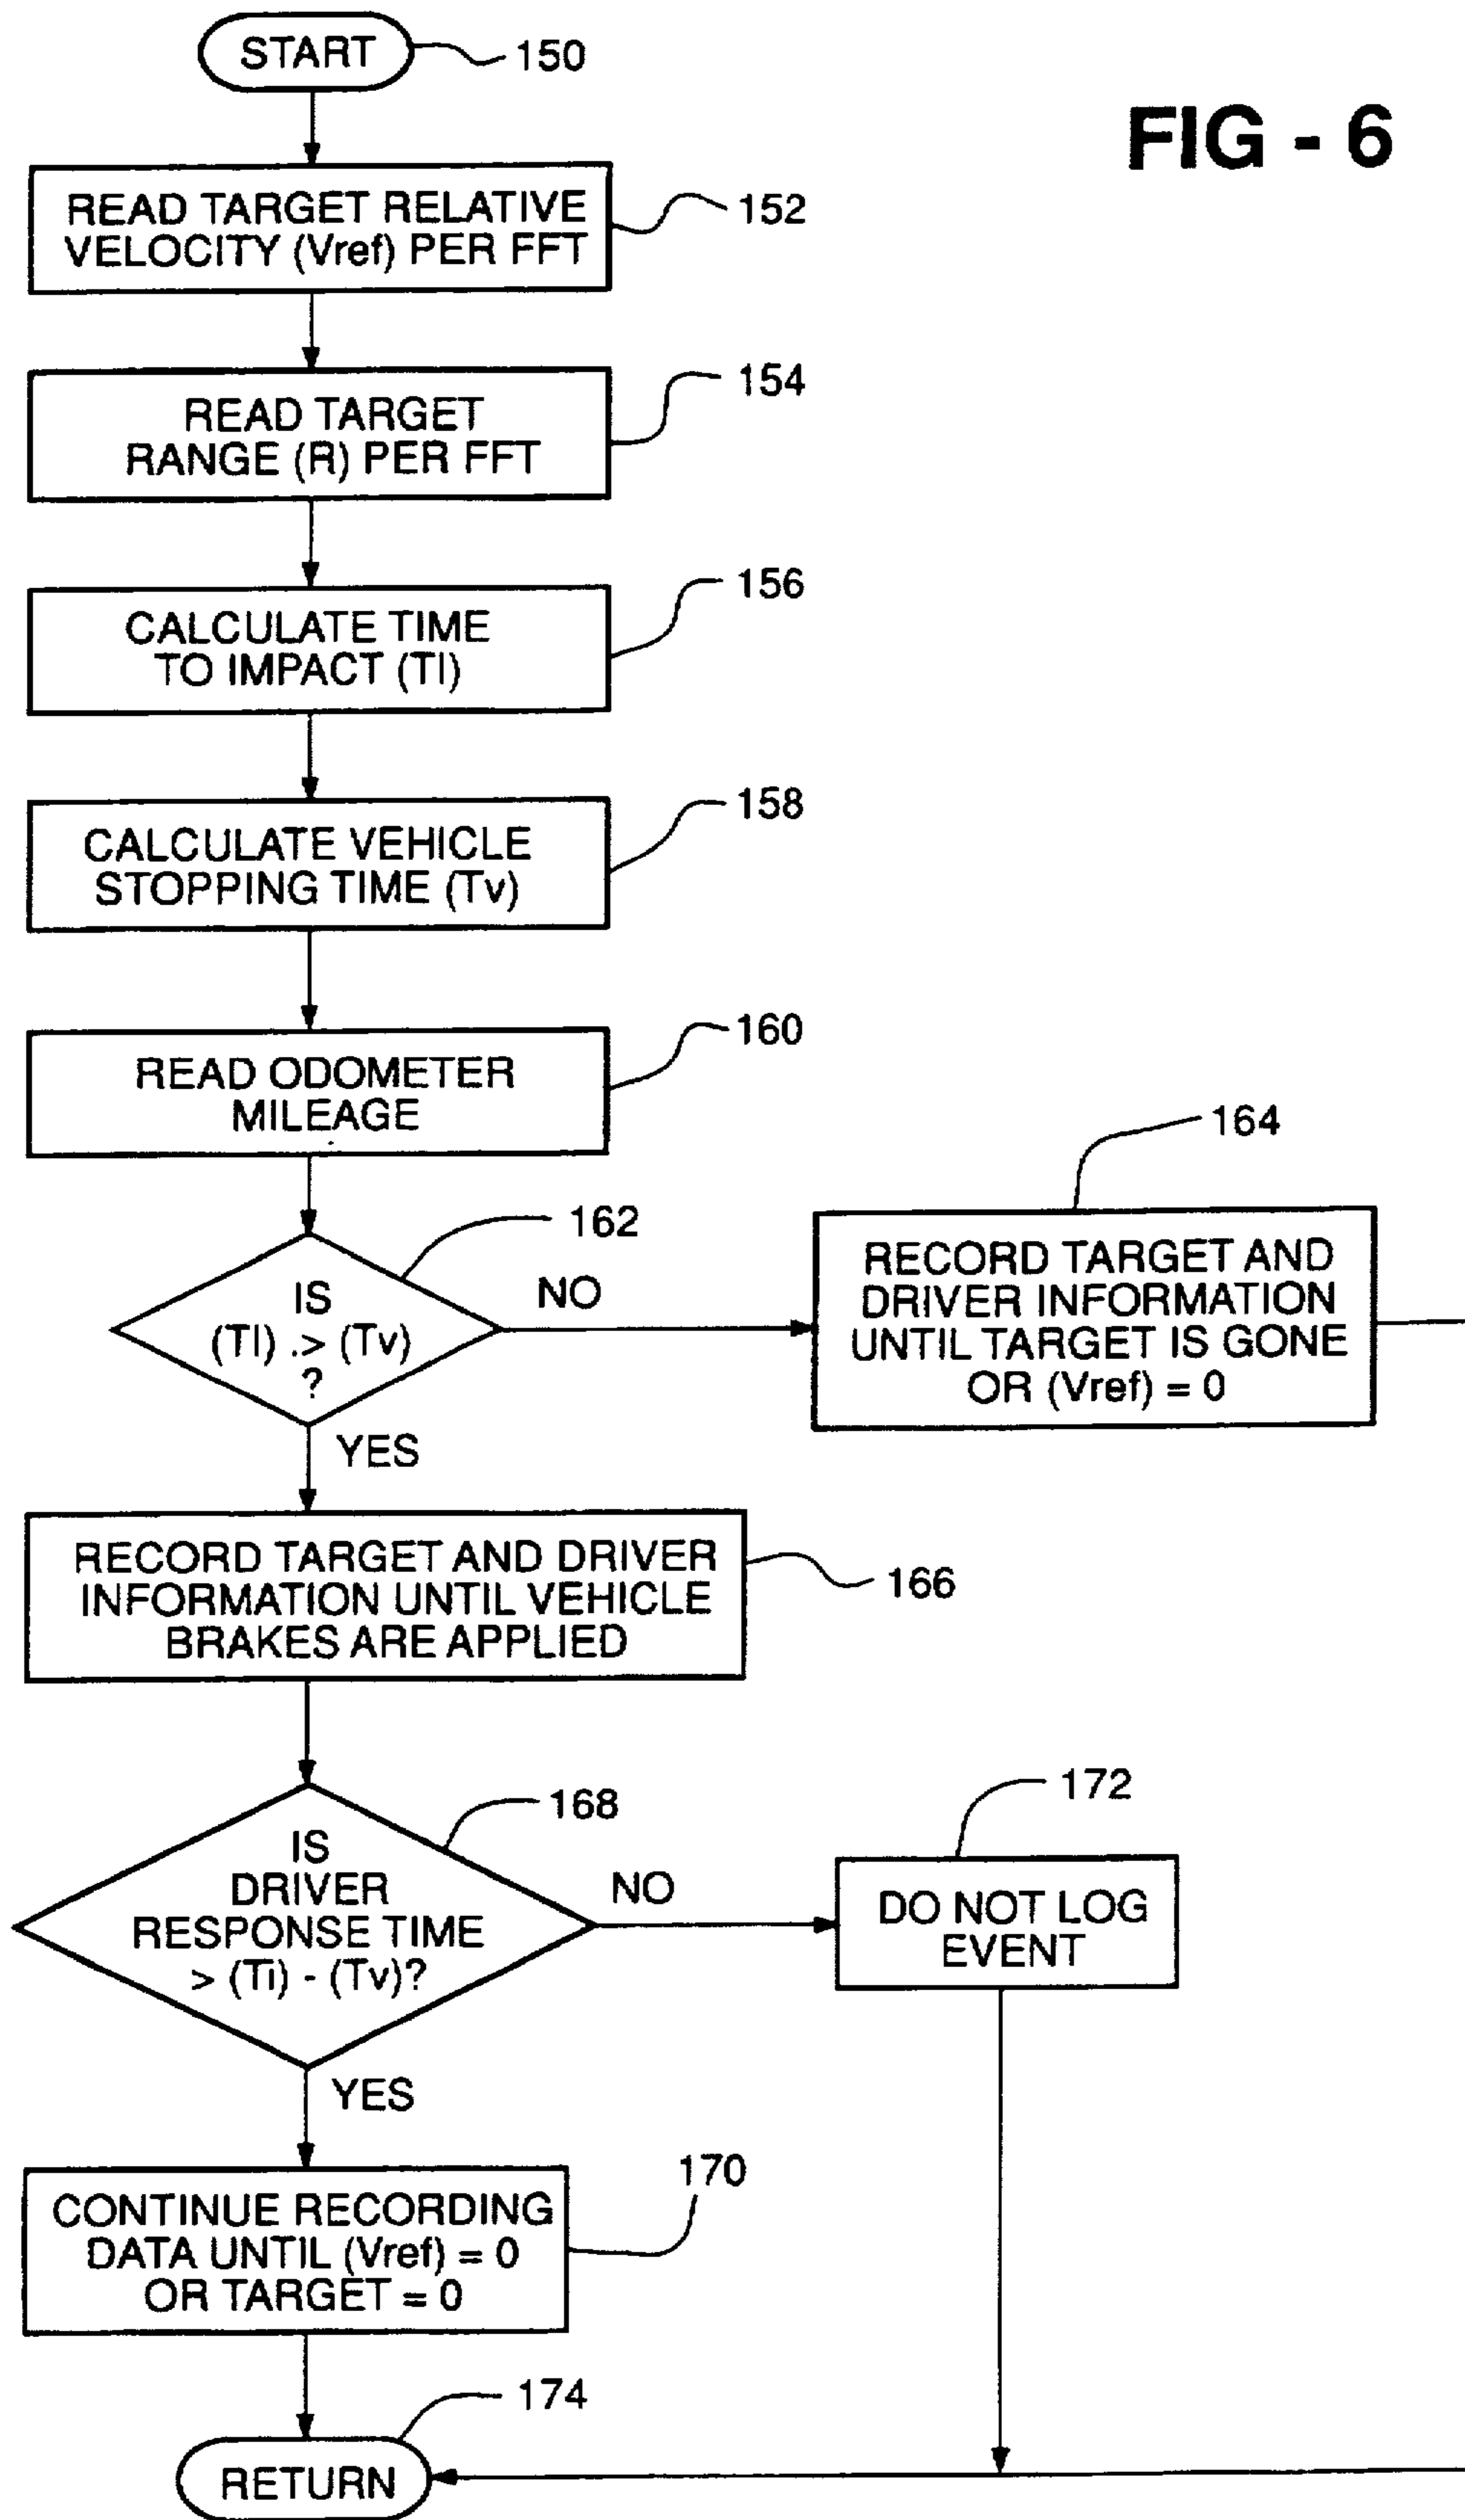 START
150
FIG - 6
READ TARGET RELATIVE
VELOCITY (Vref) PER FFT
152
READ TARGET
RANGE (R) PER FFT
154
CALCULATE TIME
TO IMPACT (TI)
156
CALCULATE VEHICLE
STOPPING TIME (Tv)
158
READ ODOMETER
MILEAGE
160
IS
(TI) > (Tv)
?
162
NO
YES
RECORD TARGET AND
DRIVER INFORMATION
UNTIL TARGET IS GONE
OR (Vref) = 0
164
RECORD TARGET AND DRIVER
INFORMATION UNTIL VEHICLE
BRAKES ARE APPLIED
166
IS
DRIVER
RESPONSE TIME
> (Ti) - (Tv)?
168
NO
YES
DO NOT LOG
EVENT
172
CONTINUE RECORDING
DATA UNTIL (Vref) = 0
OR TARGET = 0
170
RETURN
174